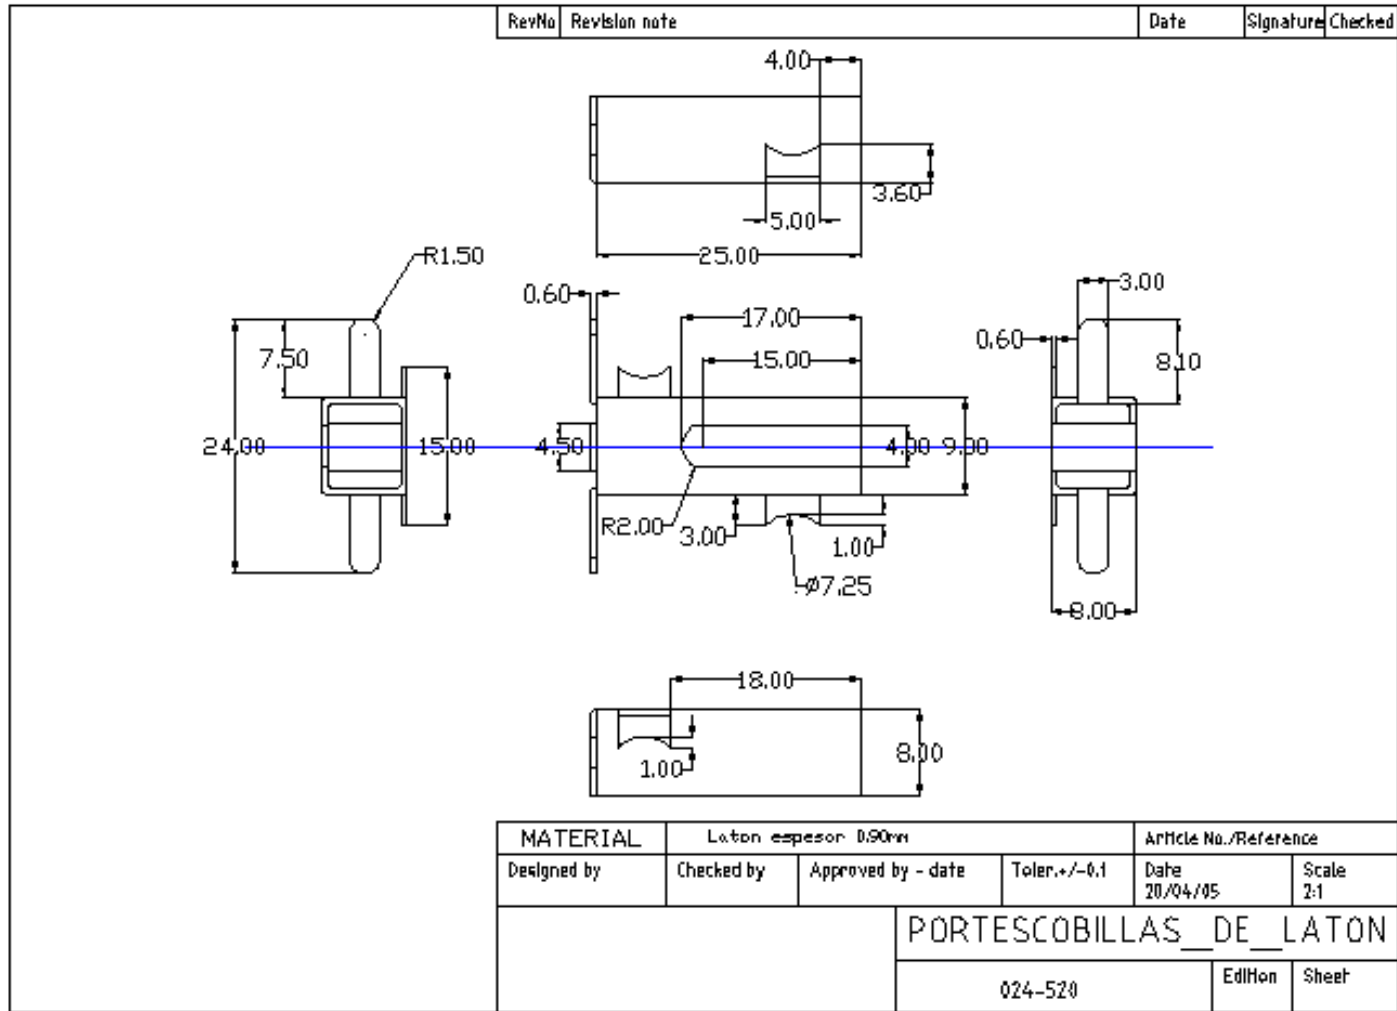 RevNo Revision note Date Signature Checked
4.00
3.60
5.00
25.00
R1.50
0.60
3.00
17.00
0.60
7.50
15.00
8.10
24.00
15.00
4.50
4.00
9.00
R2.00
3.00
1.00
Ø7.25
8.00
18.00
1.00
8.00
MATERIAL Laton espesor 0.90mm Article No./Reference
Designed by Checked by Approved by - date Toler.+/-0.1 Date Scale
20/04/05 2:1
PORTESCOBILLAS_DE_LATON
024-520 Edition Sheet